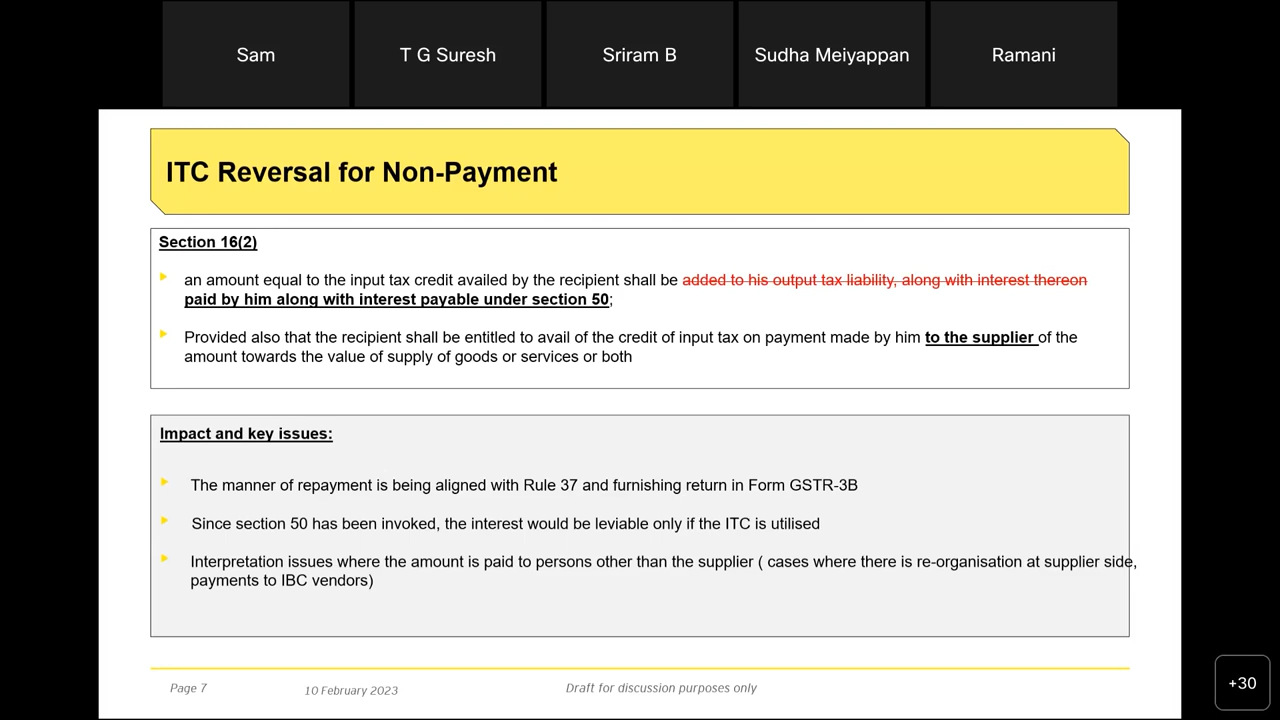 Sam
T G Suresh
Sriram B
Sudha Meiyappan
Ramani
ITC Reversal for Non-Payment
Section 16(2)
an amount equal to the input tax credit availed by the recipient shall be added to his output tax liability, along with interest thereon
paid by him along with interest payable under section 50;
Provided also that the recipient shall be entitled to avail of the credit of input tax on payment made by him to the supplier of the
amount towards the value of supply of goods or services or both
Impact and key issues:
The manner of repayment is being aligned with Rule 37 and furnishing return in Form GSTR-3B
Since section 50 has been invoked, the interest would be leviable only if the ITC is utilised
Interpretation issues where the amount is paid to persons other than the supplier ( cases where there is re-organisation at supplier side,
payments to IBC vendors)
Page 7
10 February 2023
Draft for discussion purposes only
+30